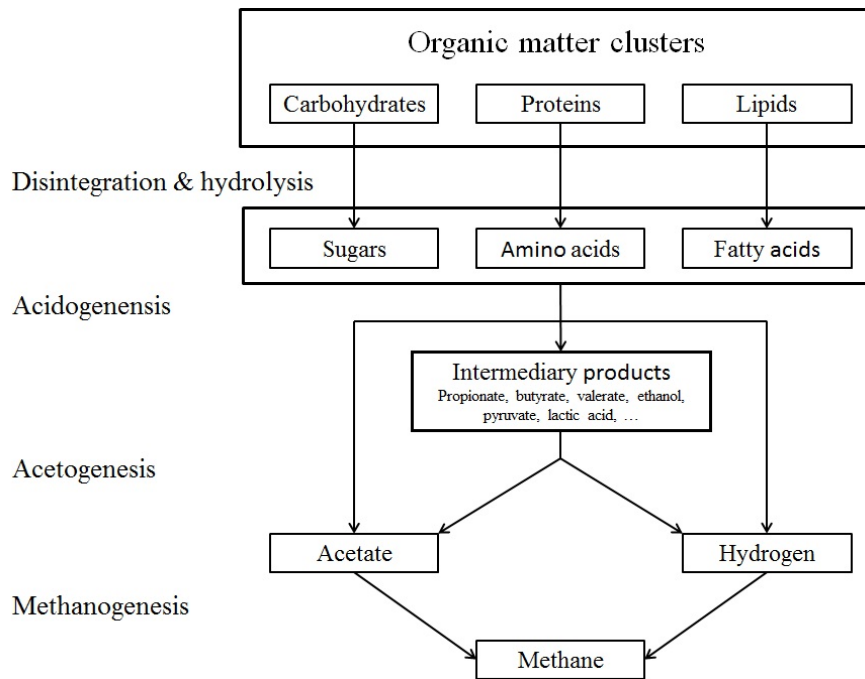 Organic matter clusters
Carbohydrates Proteins Lipids
Disintegration & hydrolysis
Sugars Amino acids Fatty acids
Acidogenensis
Intermediary products
Propionate, butyrate, valerate, ethanol,
pyruvate, lactic acid, …
Acetogenesis
Acetate Hydrogen
Methanogenesis
Methane